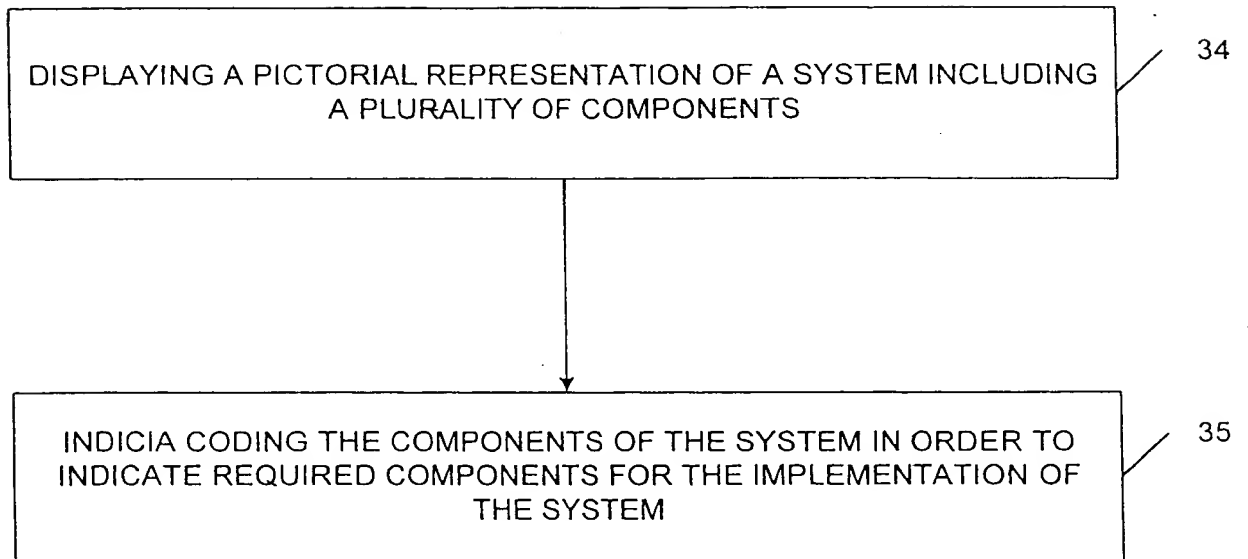 DISPLAYING A PICTORIAL REPRESENTATION OF A SYSTEM INCLUDING
A PLURALITY OF COMPONENTS
34
INDICIA CODING THE COMPONENTS OF THE SYSTEM IN ORDER TO
INDICATE REQUIRED COMPONENTS FOR THE IMPLEMENTATION OF
THE SYSTEM
35